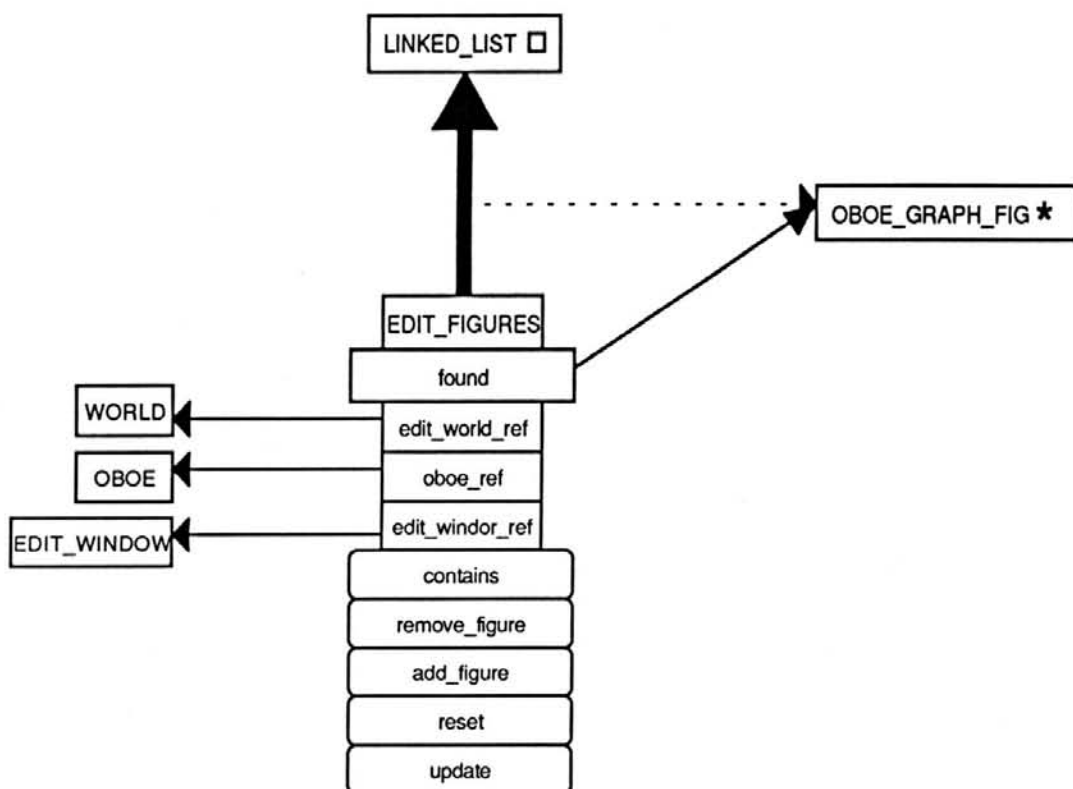 LINKED_LIST
OBOE_GRAPH_FIG *
EDIT_FIGURES
found
WORLD
edit_world_ref
OBOE
oboe_ref
EDIT_WINDOW
edit_windor_ref
contains
remove_figure
add_figure
reset
update